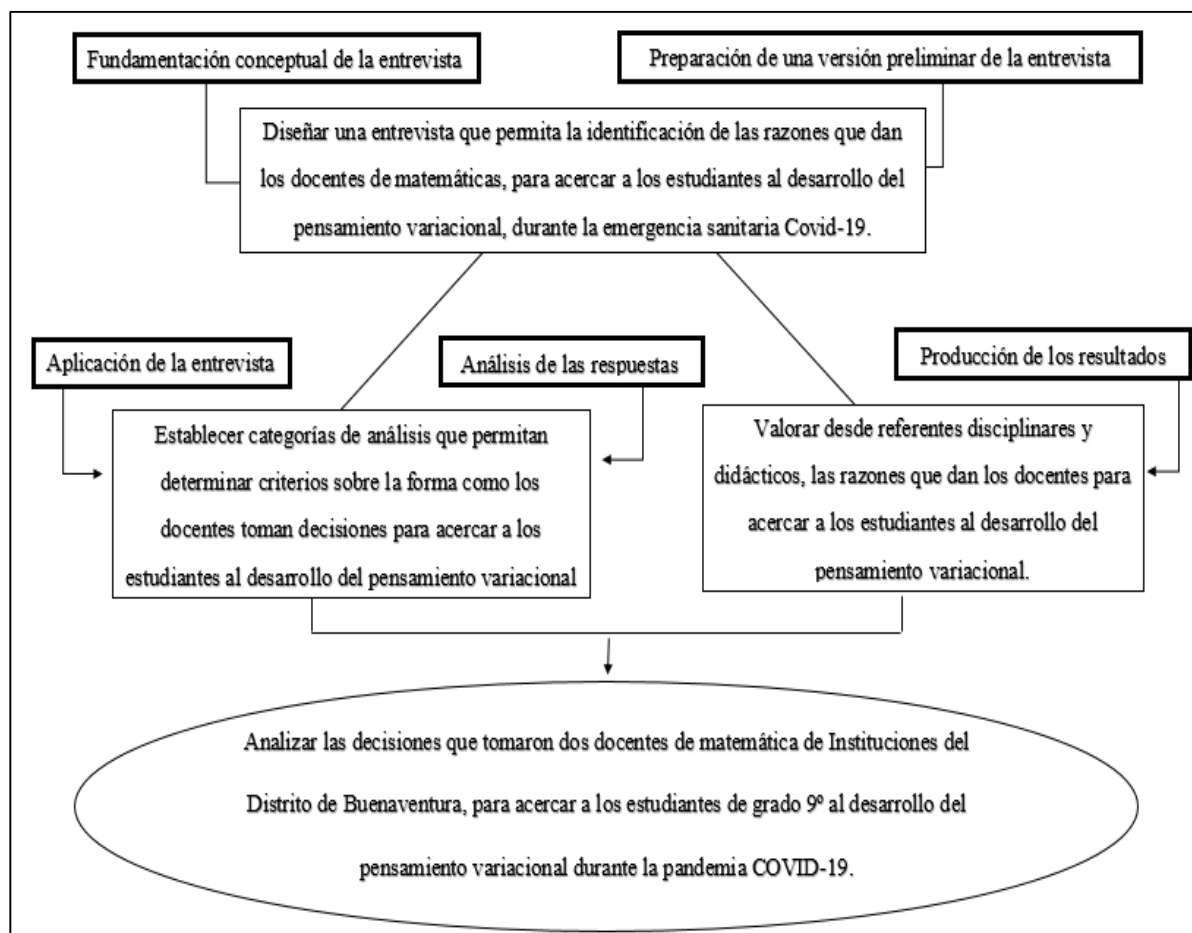 Fundamentación conceptual de la entrevista
Preparación de una versión preliminar de la entrevista
Diseñar una entrevista que permita la identificación de las razones que dan
los docentes de matemáticas, para acercar a los estudiantes al desarrollo del
pensamiento variacional, durante la emergencia sanitaria Covid-19.
Aplicación de la entrevista
Análisis de las respuestas
Producción de los resultados
Establecer categorías de análisis que permitan
determinar criterios sobre la forma como los
docentes toman decisiones para acercar a los
estudiantes al desarrollo del pensamiento variacional
Valorar desde referentes disciplinares y
didácticos, las razones que dan los docentes para
acercar a los estudiantes al desarrollo del
pensamiento variacional.
Analizar las decisiones que tomaron dos docentes de matemática de Instituciones del
Distrito de Buenaventura, para acercar a los estudiantes de grado 9º al desarrollo del
pensamiento variacional durante la pandemia COVID-19.